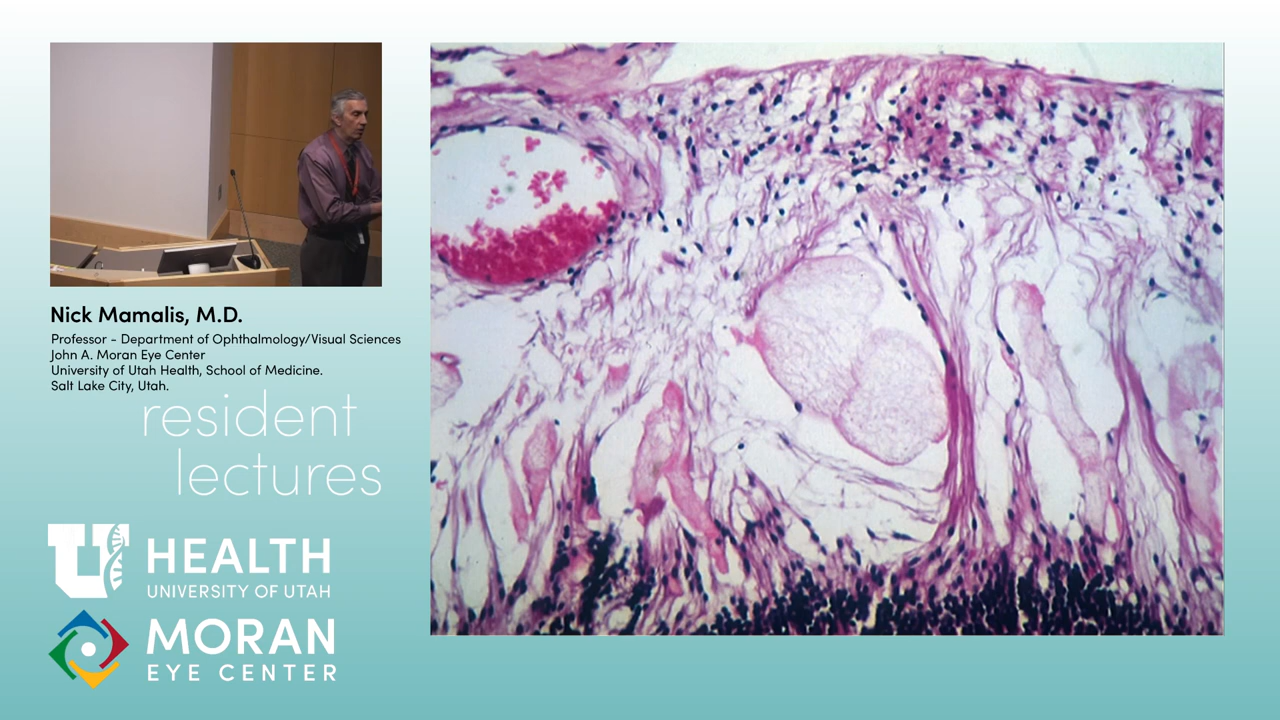 Nick Mamalis, M.D.
Professor - Department of Ophthalmology/Visual Sciences
John A. Moran Eye Center
University of Utah Health, School of Medicine.
Salt Lake City, Utah.
resident
lectures
U HEALTH
UNIVERSITY OF UTAH
MORAN
EYE CENTER